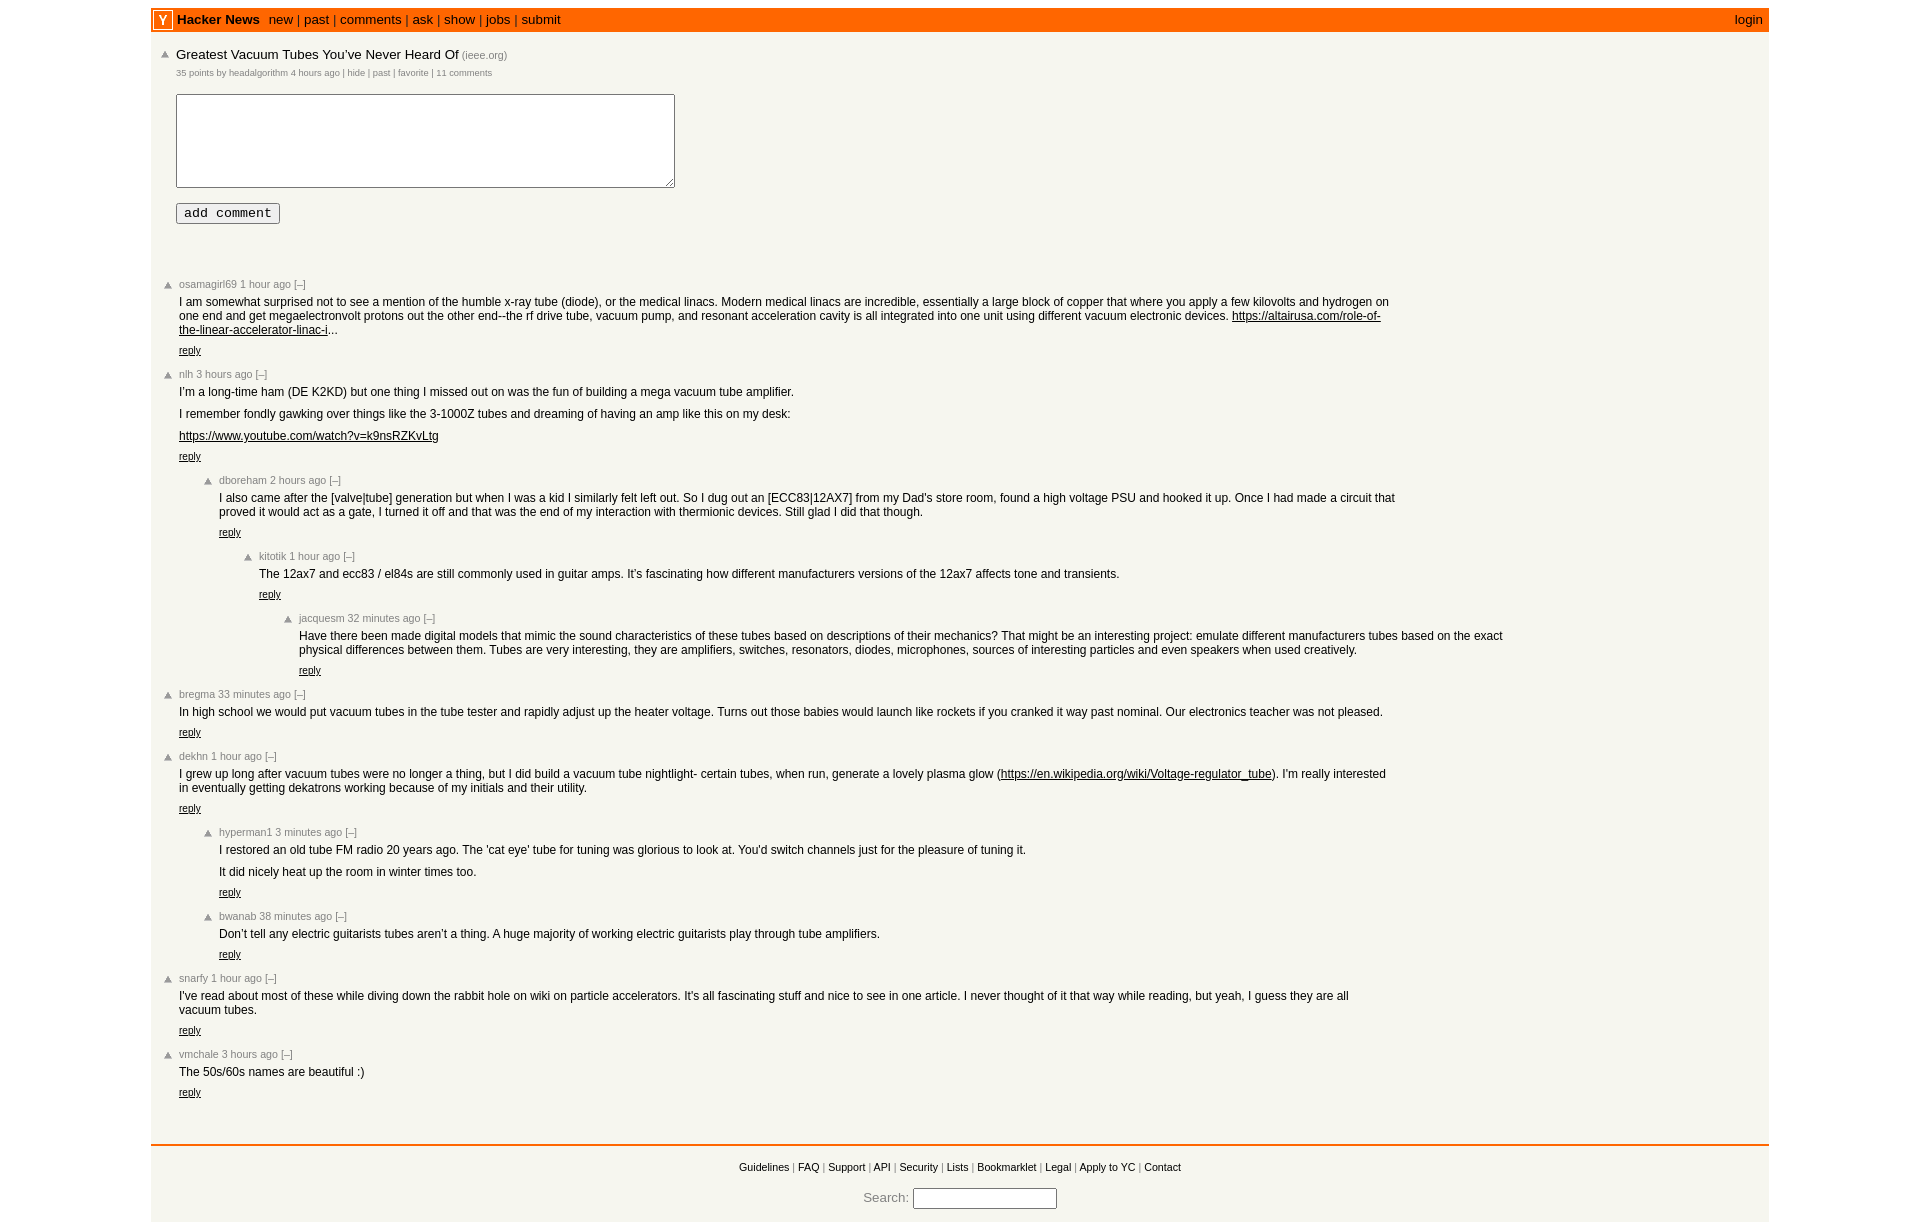 Y Hacker News new | past | comments | ask | show | jobs | submit login
Greatest Vacuum Tubes You’ve Never Heard Of (ieee.org)
35 points by headalgorithm 4 hours ago | hide | past | favorite | 11 comments
add comment
osamagirl69 1 hour ago [–]
I am somewhat surprised not to see a mention of the humble x-ray tube (diode), or the medical linacs. Modern medical linacs are incredible, essentially a large block of copper that where you apply a few kilovolts and hydrogen on
one end and get megaelectronvolt protons out the other end--the rf drive tube, vacuum pump, and resonant acceleration cavity is all integrated into one unit using different vacuum electronic devices. https://altairusa.com/role-of-
the-linear-accelerator-linac-i...
reply
nlh 3 hours ago [–]
I’m a long-time ham (DE K2KD) but one thing I missed out on was the fun of building a mega vacuum tube amplifier.
I remember fondly gawking over things like the 3-1000Z tubes and dreaming of having an amp like this on my desk:
https://www.youtube.com/watch?v=k9nsRZKvLtg
reply
dboreham 2 hours ago [–]
I also came after the [valve|tube] generation but when I was a kid I similarly felt left out. So I dug out an [ECC83|12AX7] from my Dad's store room, found a high voltage PSU and hooked it up. Once I had made a circuit that
proved it would act as a gate, I turned it off and that was the end of my interaction with thermionic devices. Still glad I did that though.
reply
kitotik 1 hour ago [–]
The 12ax7 and ecc83 / el84s are still commonly used in guitar amps. It’s fascinating how different manufacturers versions of the 12ax7 affects tone and transients.
reply
jacquesm 32 minutes ago [–]
Have there been made digital models that mimic the sound characteristics of these tubes based on descriptions of their mechanics? That might be an interesting project: emulate different manufacturers tubes based on the exact
physical differences between them. Tubes are very interesting, they are amplifiers, switches, resonators, diodes, microphones, sources of interesting particles and even speakers when used creatively.
reply
bregma 33 minutes ago [–]
In high school we would put vacuum tubes in the tube tester and rapidly adjust up the heater voltage. Turns out those babies would launch like rockets if you cranked it way past nominal. Our electronics teacher was not pleased.
reply
dekhn 1 hour ago [–]
I grew up long after vacuum tubes were no longer a thing, but I did build a vacuum tube nightlight- certain tubes, when run, generate a lovely plasma glow (https://en.wikipedia.org/wiki/Voltage-regulator_tube). I'm really interested
in eventually getting dekatrons working because of my initials and their utility.
reply
hyperman1 3 minutes ago [–]
I restored an old tube FM radio 20 years ago. The 'cat eye' tube for tuning was glorious to look at. You'd switch channels just for the pleasure of tuning it.
It did nicely heat up the room in winter times too.
reply
bwanab 38 minutes ago [–]
Don’t tell any electric guitarists tubes aren’t a thing. A huge majority of working electric guitarists play through tube amplifiers.
reply
snarfy 1 hour ago [–]
I've read about most of these while diving down the rabbit hole on wiki on particle accelerators. It's all fascinating stuff and nice to see in one article. I never thought of it that way while reading, but yeah, I guess they are all
vacuum tubes.
reply
vmchale 3 hours ago [–]
The 50s/60s names are beautiful :)
reply
Guidelines | FAQ | Support | API | Security | Lists | Bookmarklet | Legal | Apply to YC | Contact
Search: